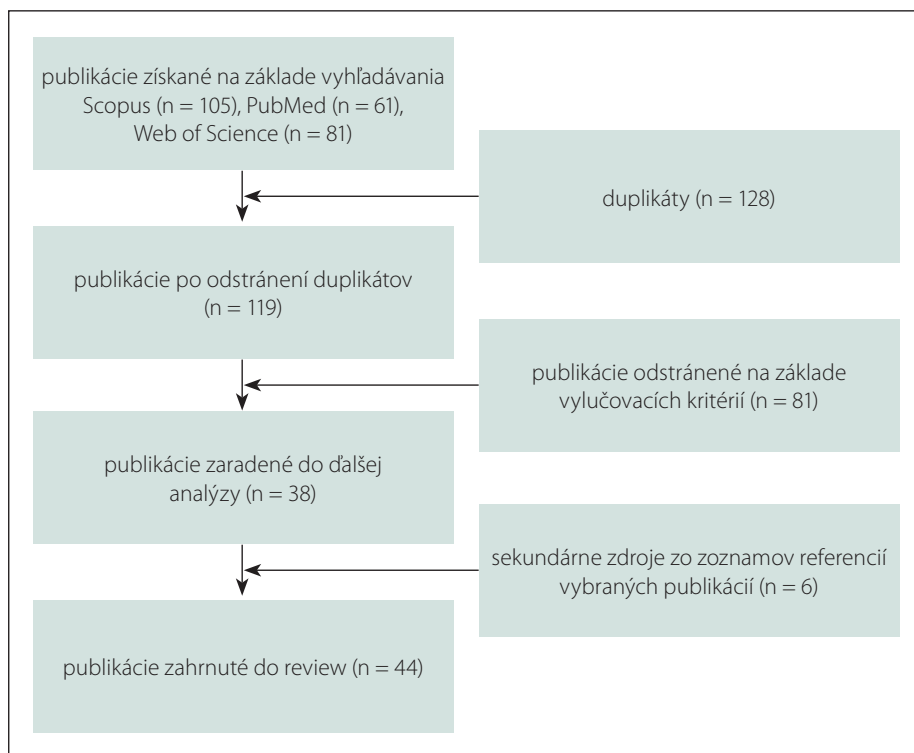 publikácie získané na základe vyhľadávania
Scopus (n = 105), PubMed (n = 61),
Web of Science (n = 81)
duplikáty (n = 128)
publikácie po odstránení duplikátov
(n = 119)
publikácie odstránené na základe
vylučovacích kritérií (n = 81)
publikácie zaradené do ďalšej
analýzy (n = 38)
sekundárne zdroje zo zoznamov referencií
vybraných publikácií (n = 6)
publikácie zahrnuté do review (n = 44)